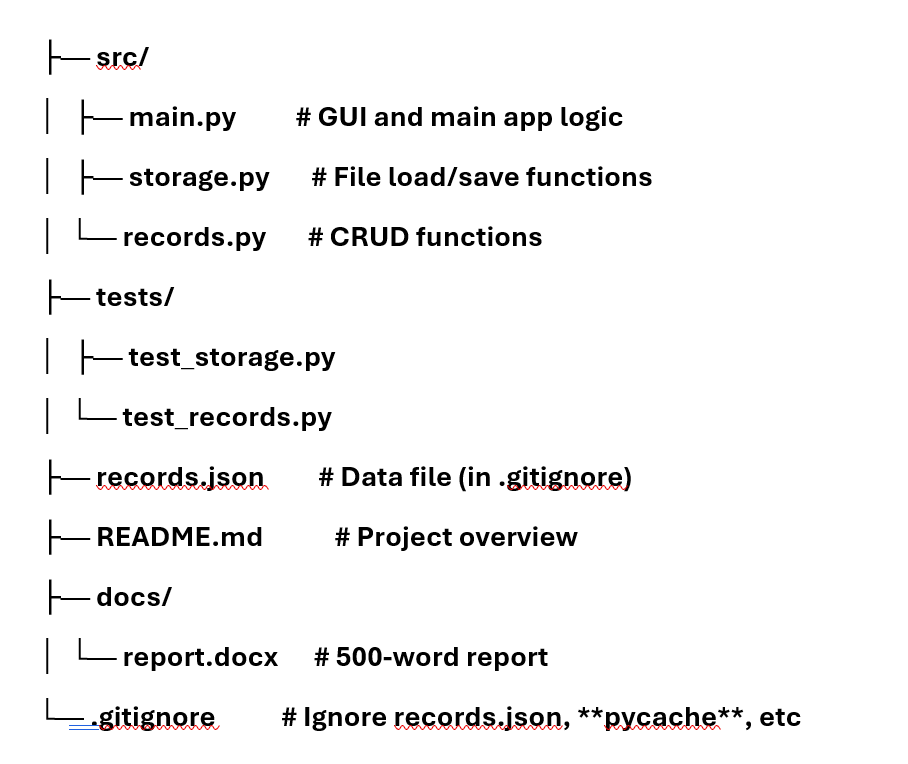 ├── src/
│   ├── main.py   # GUI and main app logic
│   ├── storage.py   # File load/save functions
│   └── records.py   # CRUD functions
├── tests/
│   ├── test_storage.py
│   └── test_records.py
├── records.json   # Data file (in .gitignore)
├── README.md   # Project overview
├── docs/
│   └── report.docx   # 500-word report
└── .gitignore   # Ignore records.json, **pycache**, etc